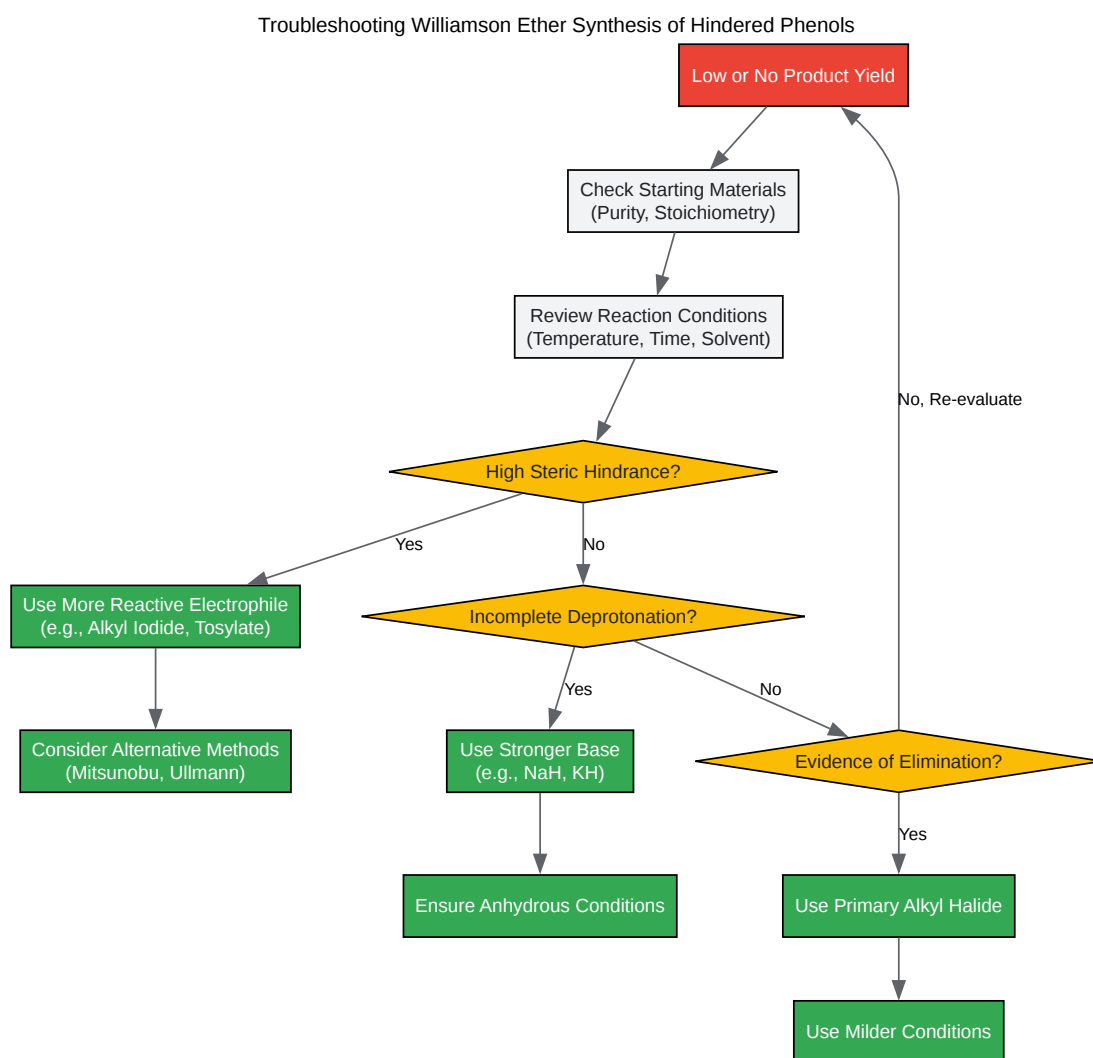 Troubleshooting Williamson Ether Synthesis of Hindered Phenols
Low or No Product Yield
Check Starting Materials
(Purity, Stoichiometry)
Review Reaction Conditions
(Temperature, Time, Solvent)
No, Re-evaluate
High Steric Hindrance?
Yes
No
Use More Reactive Electrophile
(e.g., Alkyl Iodide, Tosylate)
Incomplete Deprotonation?
Yes
No
Consider Alternative Methods
(Mitsunobu, Ullmann)
Use Stronger Base
(e.g., NaH, KH)
Evidence of Elimination?
Yes
Ensure Anhydrous Conditions
Use Primary Alkyl Halide
Use Milder Conditions